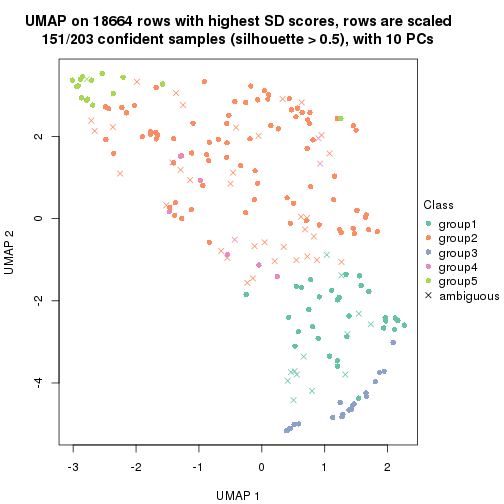 UMAP on 18664 rows with highest SD scores, rows are scaled
151/203 confident samples (silhouette > 0.5), with 10 PCs
2
0
-2
-4
UMAP 2
-3
-2
-1
0
1
2
UMAP 1
Class
group1
group2
group3
group4
group5
ambiguous